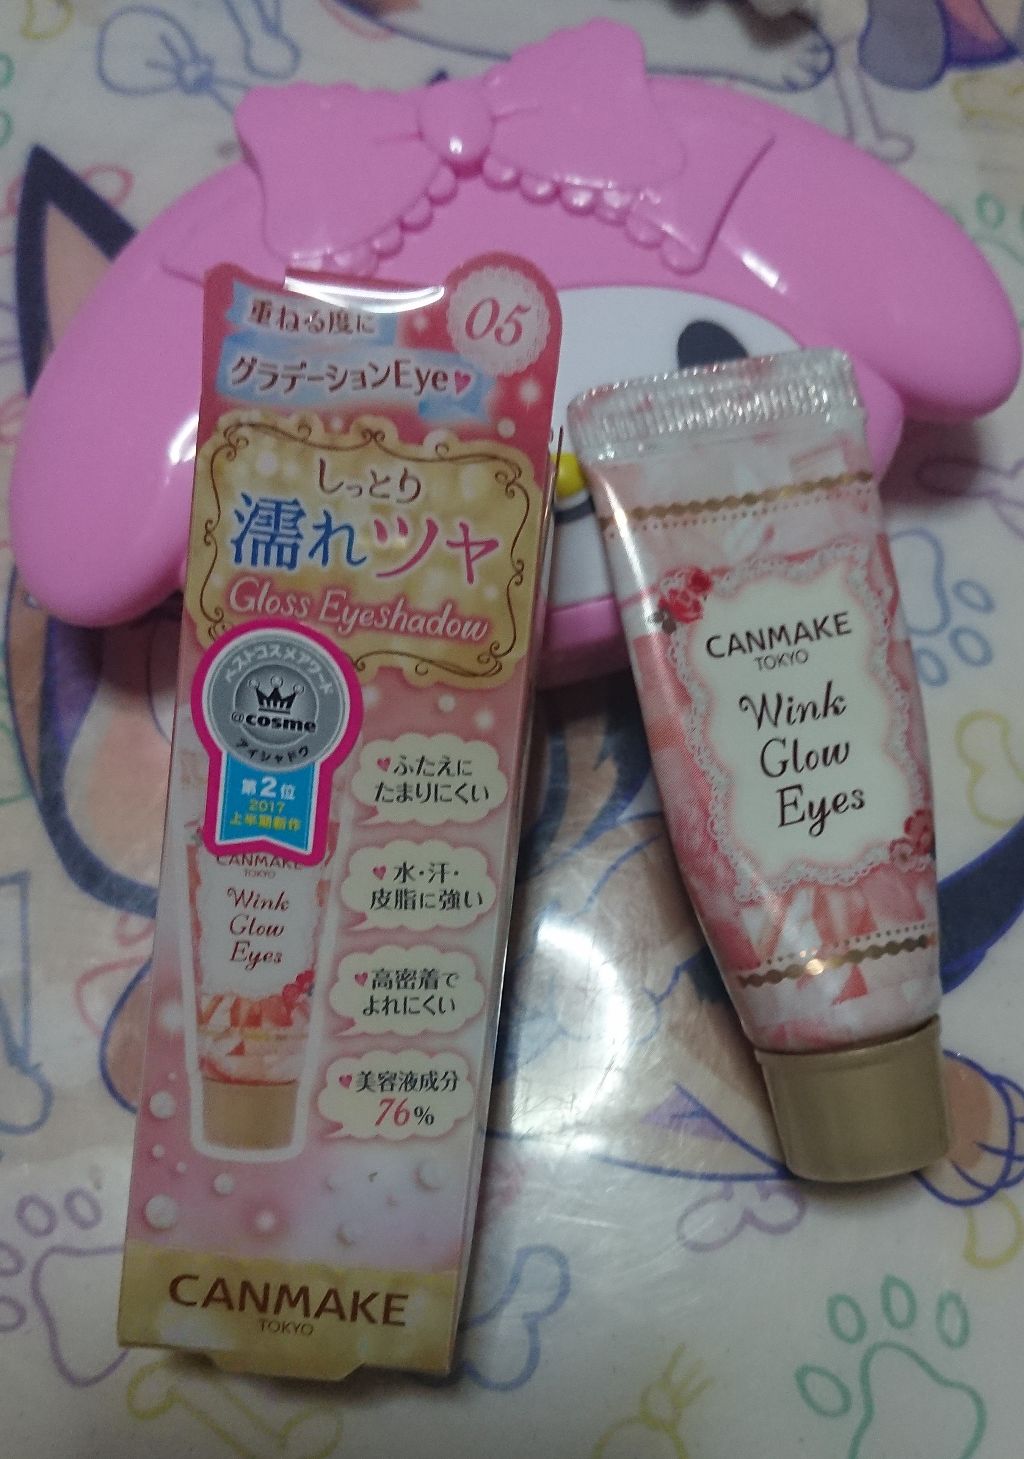 重ねる度に
グラデーションEye♥
05
しっとり
濡れツヤ
Gloss Eyeshadow
ベストコスメアワード
@cosme
アイシャドウ
第2位
2017
上半期新作
♥ふたえに
たまりにくい
♥水・汗・
皮脂に強い
♥高密着で
よれにくい
♥美容液成分
76%
CANMAKE
TOKYO
Wink
Glow
Eyes
CANMAKE
TOKYO
CANMAKE
TOKYO
Wink
Glow
Eyes